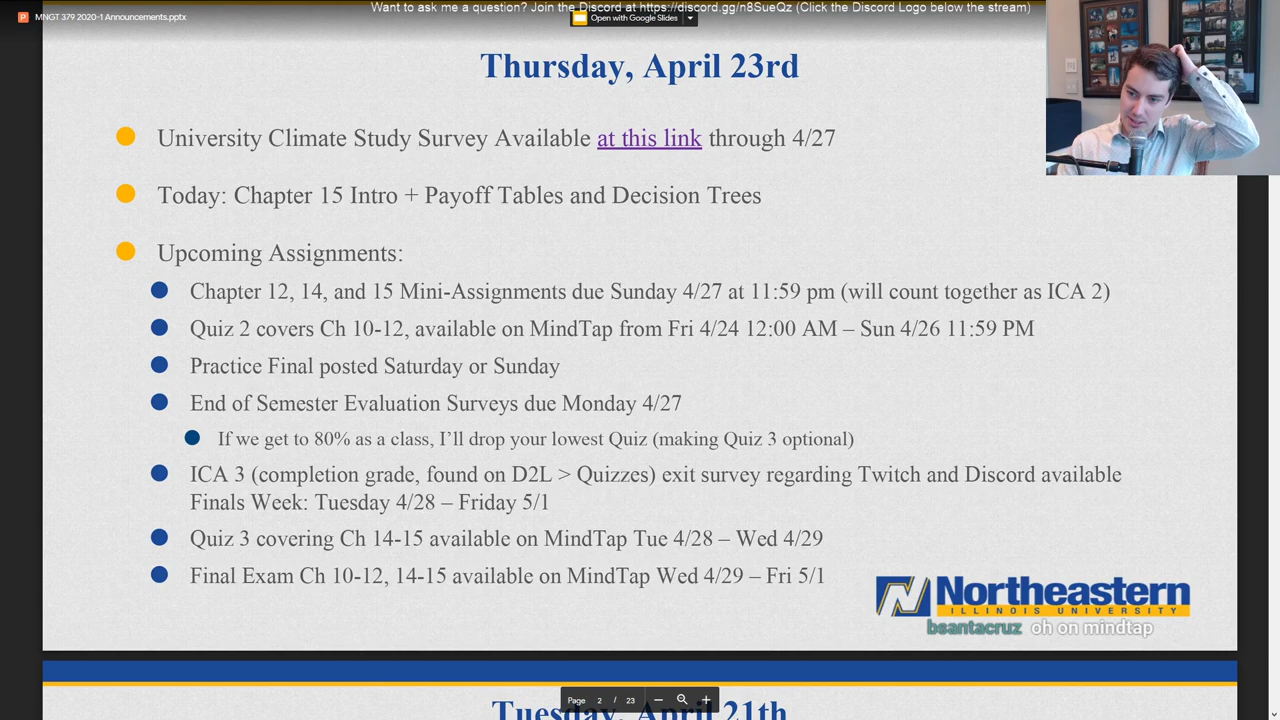 Want to ask me a question? Join the Discord at https://discord.gg/n8SueQz (Click the Discord Logo below the stream)
P MNGT 379 2020-1 Announcements.pptx
Open with Google Slides
Thursday, April 23rd
University Climate Study Survey Available at this link through 4/27
Today: Chapter 15 Intro + Payoff Tables and Decision Trees
Upcoming Assignments:
Chapter 12, 14, and 15 Mini-Assignments due Sunday 4/27 at 11:59 pm (will count together as ICA 2)
Quiz 2 covers Ch 10-12, available on MindTap from Fri 4/24 12:00 AM – Sun 4/26 11:59 PM
Practice Final posted Saturday or Sunday
End of Semester Evaluation Surveys due Monday 4/27
If we get to 80% as a class, I’ll drop your lowest Quiz (making Quiz 3 optional)
ICA 3 (completion grade, found on D2L > Quizzes) exit survey regarding Twitch and Discord available
Finals Week: Tuesday 4/28 – Friday 5/1
Quiz 3 covering Ch 14-15 available on MindTap Tue 4/28 – Wed 4/29
Final Exam Ch 10-12, 14-15 available on MindTap Wed 4/29 – Fri 5/1
N Northeastern
ILLINOIS UNIVERSITY
bsantacruz oh on mindtap
Page 2 / 23
Tuesday, April 21th